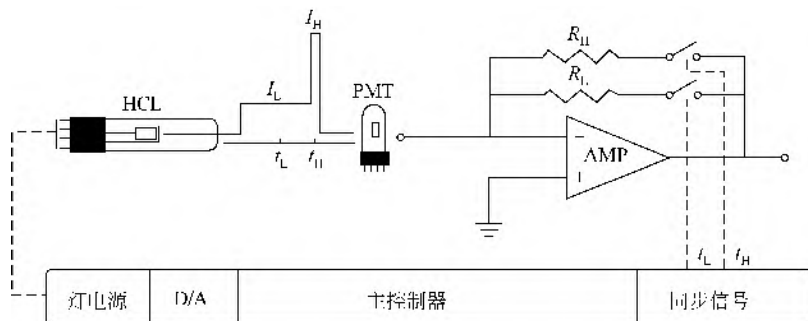 I_H
R_H
I_L
PMT
R_L
HCL
AMP
t_L
t_H
t_L
t_H
灯电源
D/A
主控制器
同步信号